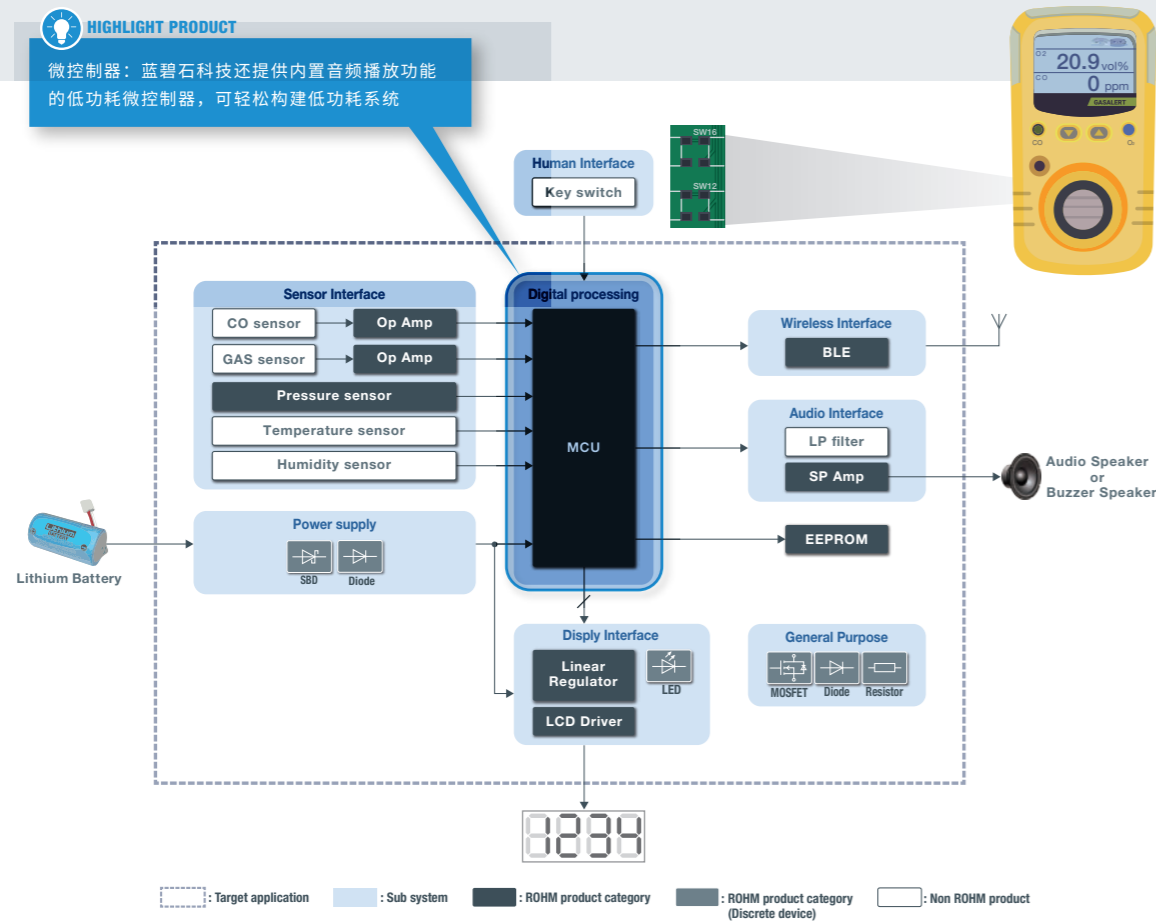 HIGHLIGHT PRODUCT
微控制器：蓝碧石科技还提供内置音频播放功能
的低功耗微控制器，可轻松构建低功耗系统
O2
20.9 vol%
CO
0 ppm
GASALERT
CO
O₂
SW16
SW12
Human Interface
Key switch
Sensor Interface
CO sensor
Op Amp
GAS sensor
Op Amp
Pressure sensor
Temperature sensor
Humidity sensor
Digital processing
MCU
Wireless Interface
BLE
Audio Interface
LP filter
SP Amp
Audio Speaker
or
Buzzer Speaker
EEPROM
Lithium
Lithium Battery
Power supply
SBD
Diode
Disply Interface
Linear
Regulator
LCD Driver
LED
General Purpose
MOSFET
Diode
Resistor
1234
: Target application
: Sub system
: ROHM product category
: ROHM product category
(Discrete device)
: Non ROHM product